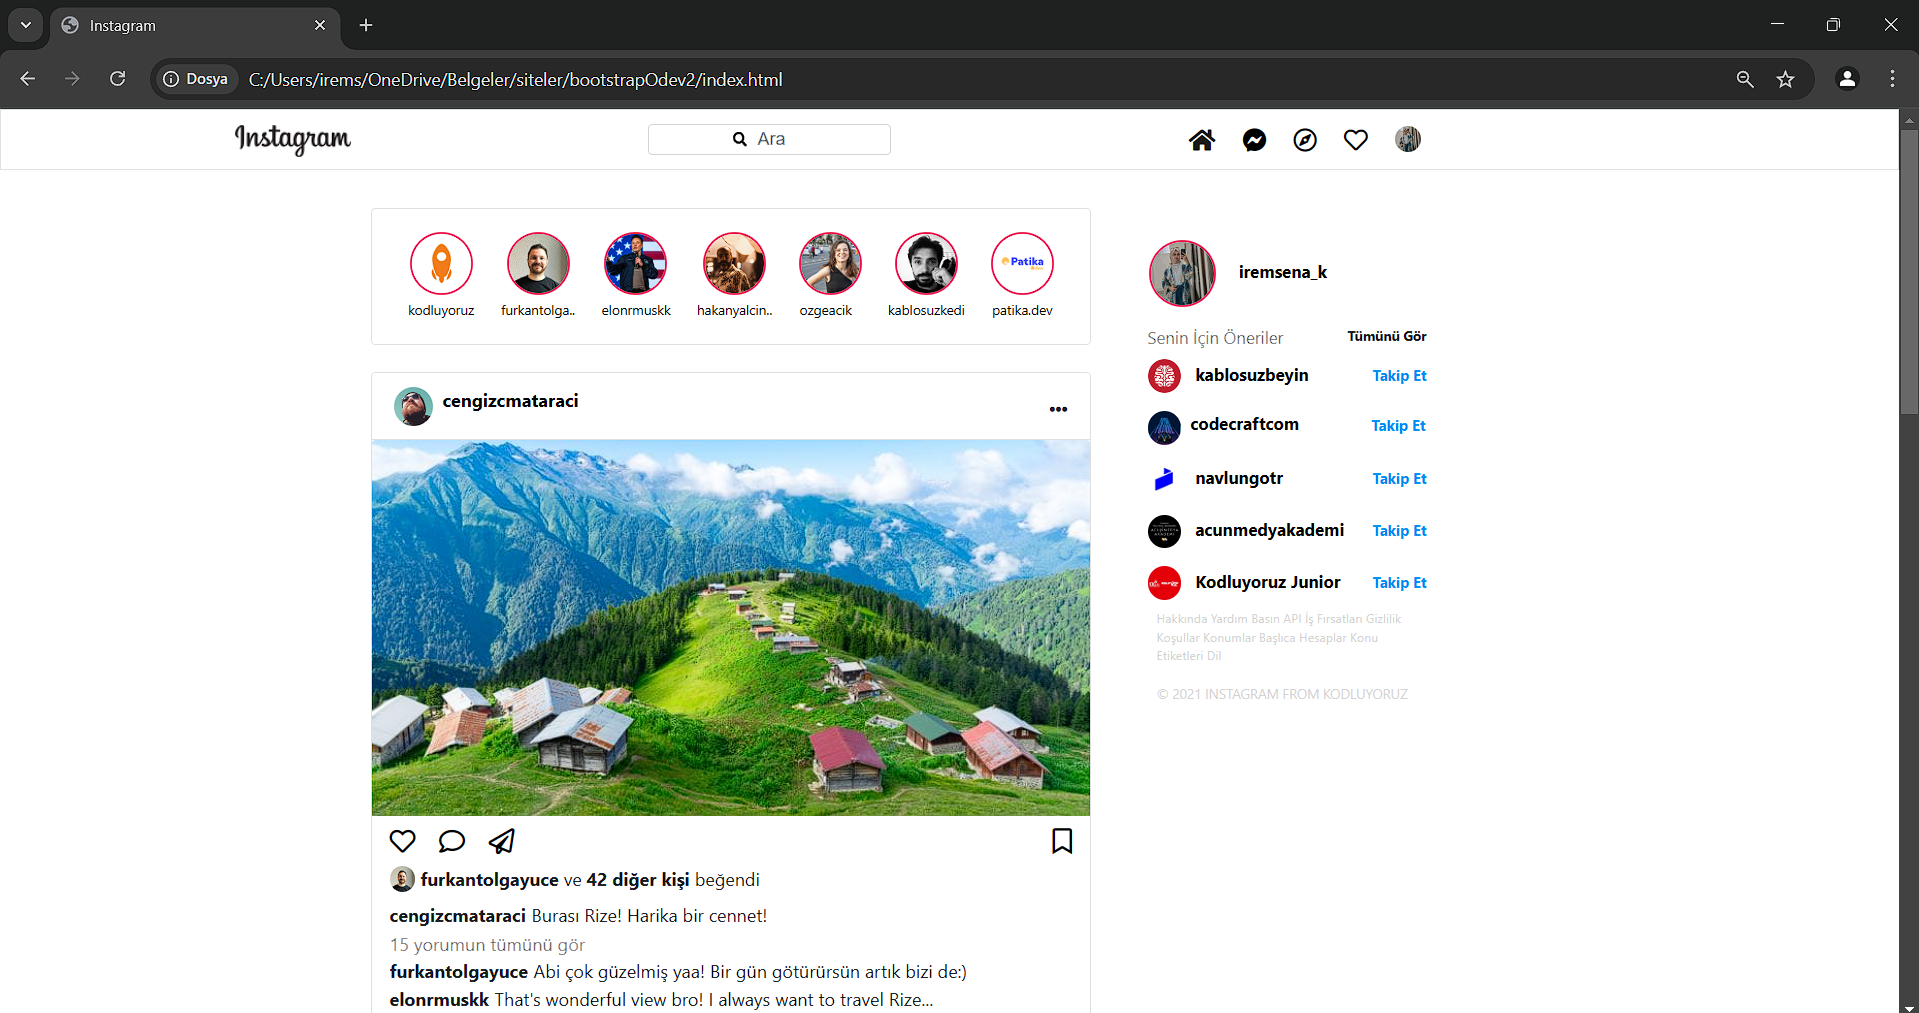 Instagram
Dosya C:/Users/irems/OneDrive/Belgeler/siteler/bootstrapOdev2/index.html
Instagram
Ara
kodluyoruz furkantolga.. elonrmuskk hakanyalcin.. ozgeacik kablosuzkedi patika.dev
Patika
iremsena_k
Senin İçin Öneriler Tümünü Gör
kablosuzbeyin Takip Et
codecraftcom Takip Et
navlungotr Takip Et
acunmedyakademi Takip Et
Kodluyoruz Junior Takip Et
Hakkında Yardım Basın API İş Fırsatları Gizlilik
Koşullar Konumlar Başlıca Hesaplar Konu
Etiketleri Dil
© 2021 INSTAGRAM FROM KODLUYORUZ
cengizcmataraci
furkantolgayuce ve 42 diğer kişi beğendi
cengizcmataraci Burası Rize! Harika bir cennet!
15 yorumun tümünü gör
furkantolgayuce Abi çok güzelmiş yaa! Bir gün götürürsün artık bizi de:)
elonrmuskk That's wonderful view bro! I always want to travel Rize...